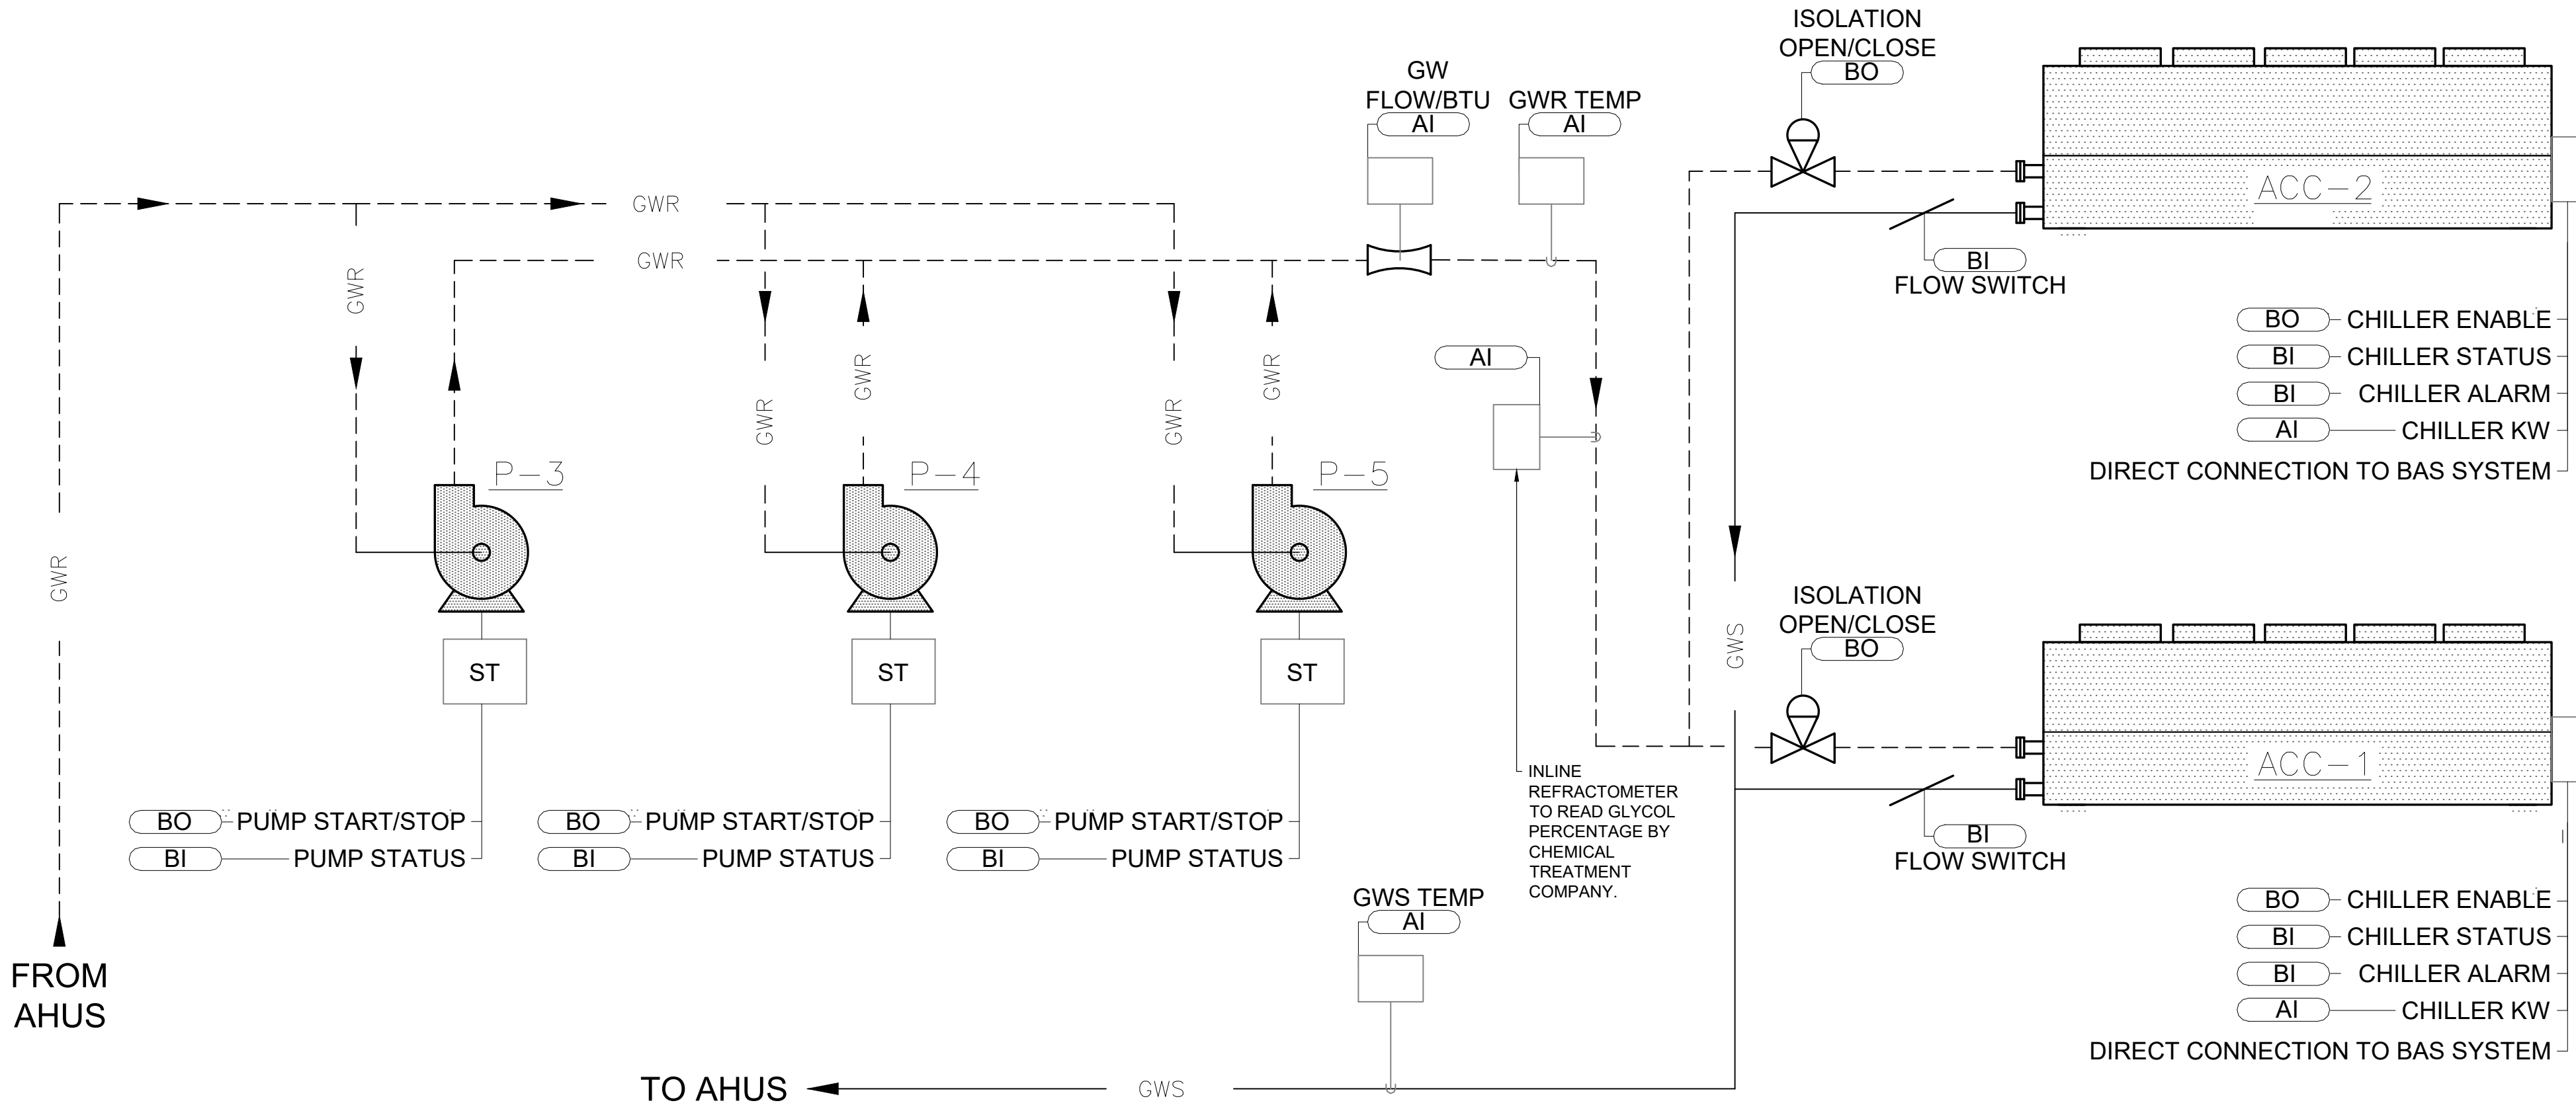 ISOLATION
OPEN/CLOSE
BO
GW
FLOW/BTU
AI
GWR TEMP
AI
ACC-2
GWR
GWR
GWR
GWR
GWR
GWR
GWR
GWR
BI
FLOW SWITCH
BO CHILLER ENABLE
BI CHILLER STATUS
BI CHILLER ALARM
AI CHILLER KW
DIRECT CONNECTION TO BAS SYSTEM
AI
P-3
P-4
P-5
ST
ST
ST
GWS
ISOLATION
OPEN/CLOSE
BO
ACC-1
INLINE
REFRACTOMETER
TO READ GLYCOL
PERCENTAGE BY
CHEMICAL
TREATMENT
COMPANY.
BO PUMP START/STOP
BI PUMP STATUS
BO PUMP START/STOP
BI PUMP STATUS
BO PUMP START/STOP
BI PUMP STATUS
BI
FLOW SWITCH
GWS TEMP
AI
BO CHILLER ENABLE
BI CHILLER STATUS
BI CHILLER ALARM
AI CHILLER KW
DIRECT CONNECTION TO BAS SYSTEM
FROM
AHUS
TO AHUS
GWS